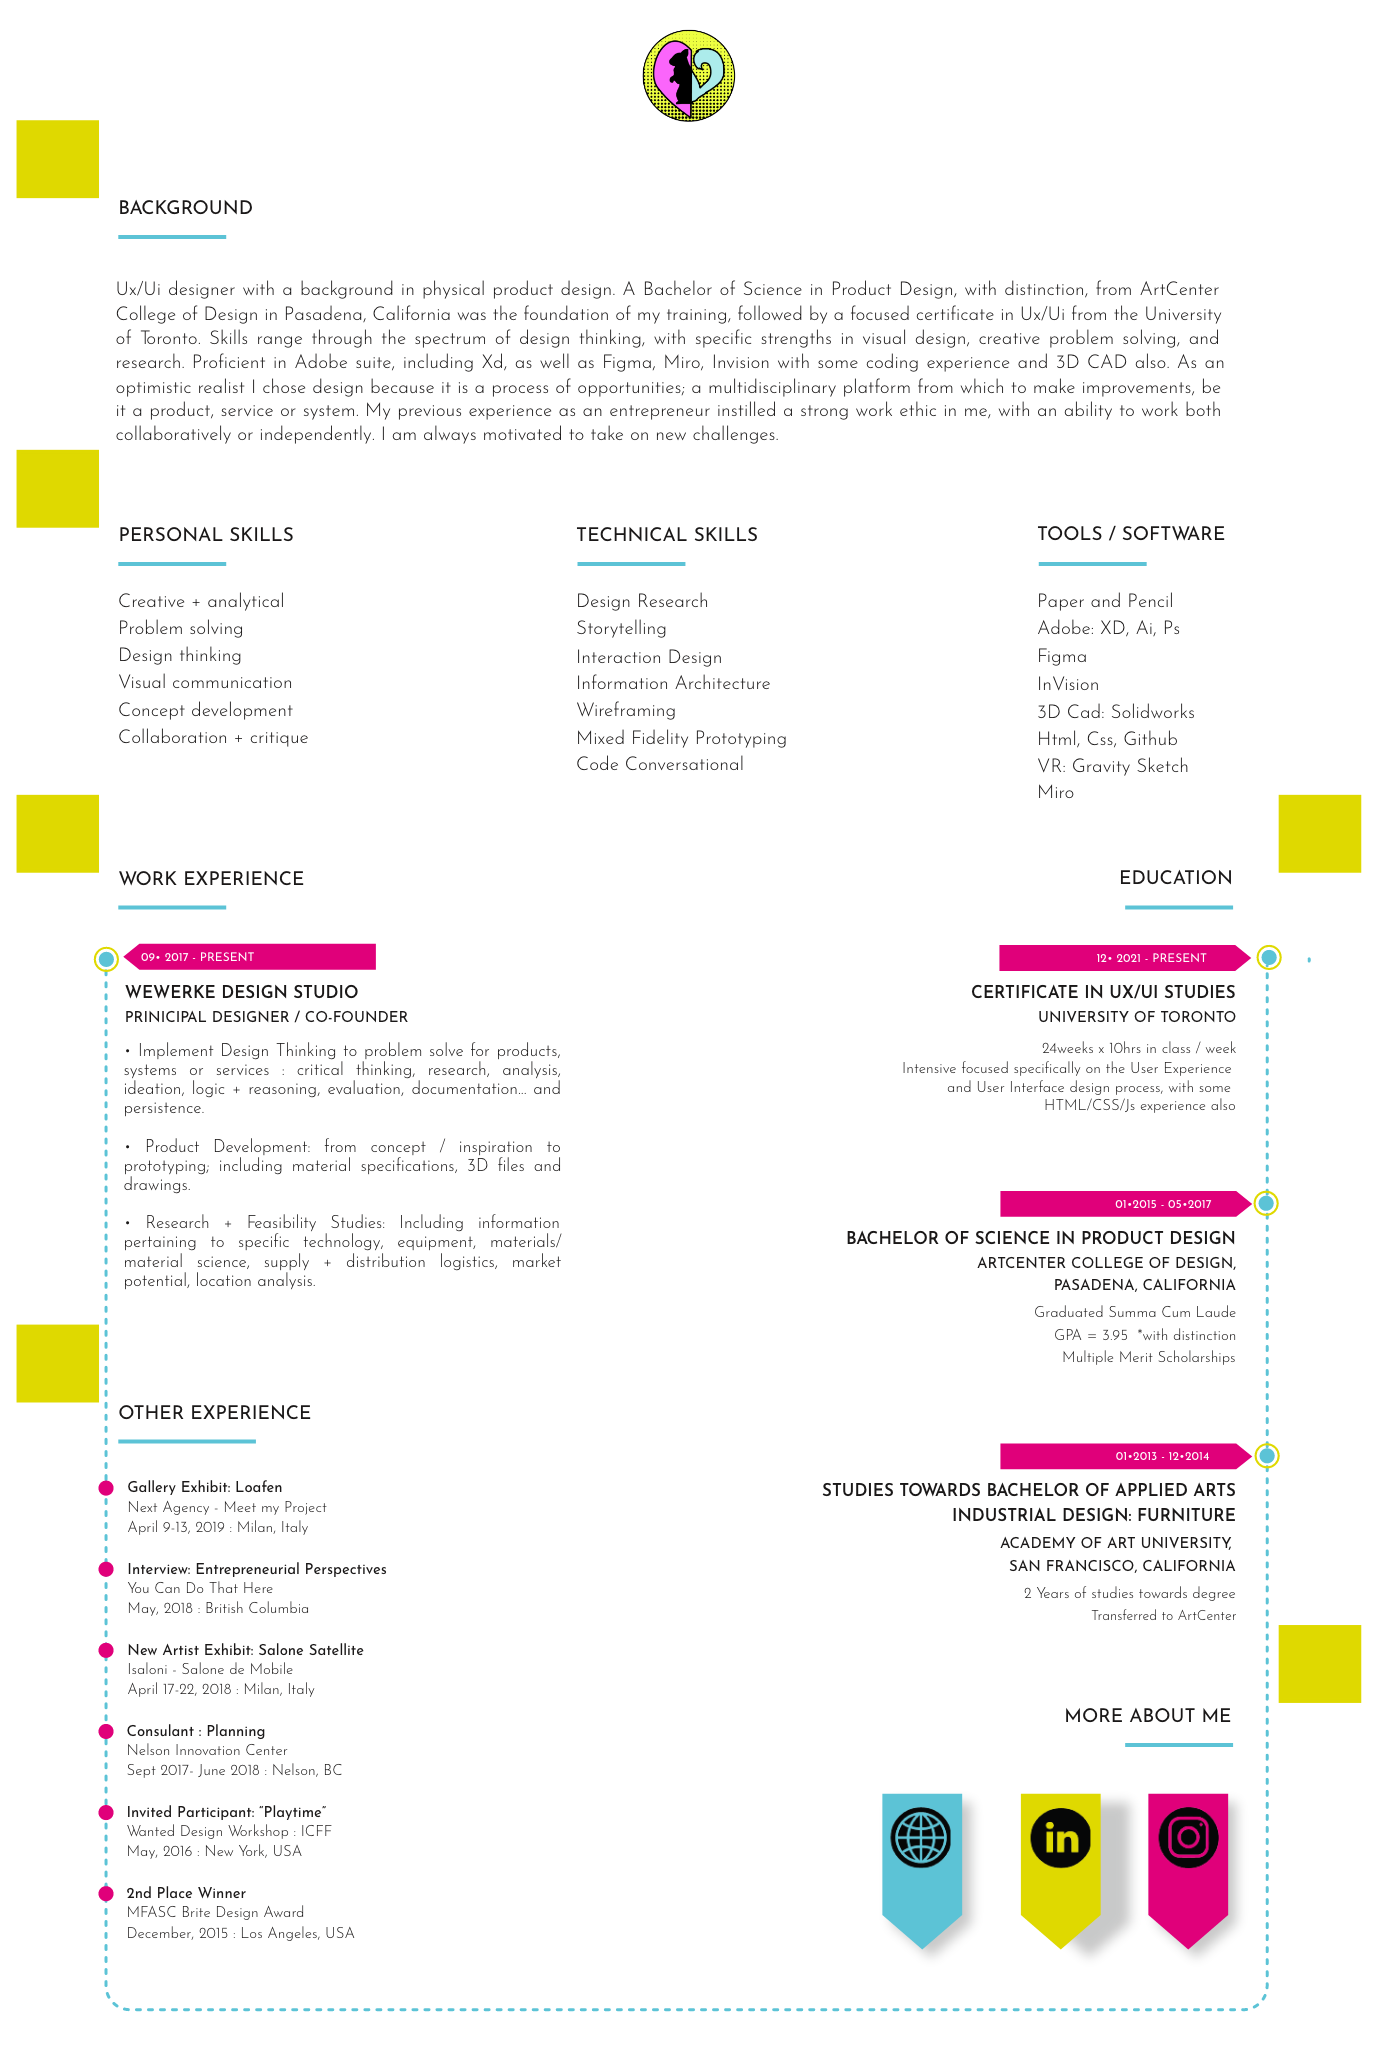 BACKGROUND
Ux/Ui designer with a background in physical product design. A Bachelor of Science in Product Design, with distinction, from ArtCenter
College of Design in Pasadena, California was the foundation of my training, followed by a focused certificate in Ux/Ui from the University
of Toronto. Skills range through the spectrum of design thinking, with specific strengths in visual design, creative problem solving, and
research. Proficient in Adobe suite, including Xd, as well as Figma, Miro, Invision with some coding experience and 3D CAD also. As an
optimistic realist I chose design because it is a process of opportunities; a multidisciplinary platform from which to make improvements, be
it a product, service or system. My previous experience as an entrepreneur instilled a strong work ethic in me, with an ability to work both
collaboratively or independently. I am always motivated to take on new challenges.
PERSONAL SKILLS
Creative + analytical
Problem solving
Design thinking
Visual communication
Concept development
Collaboration + critique
TECHNICAL SKILLS
Design Research
Storytelling
Interaction Design
Information Architecture
Wireframing
Mixed Fidelity Prototyping
Code Conversational
TOOLS / SOFTWARE
Paper and Pencil
Adobe: XD, Ai, Ps
Figma
InVision
3D Cad: Solidworks
Html, Css, Github
VR: Gravity Sketch
Miro
WORK EXPERIENCE
09• 2017 - PRESENT
WEWERKE DESIGN STUDIO
PRINICIPAL DESIGNER / CO-FOUNDER
• Implement Design Thinking to problem solve for products,
systems or services : critical thinking, research, analysis,
ideation, logic + reasoning, evaluation, documentation... and
persistence.
• Product Development: from concept / inspiration to
prototyping; including material specifications, 3D files and
drawings.
• Research + Feasibility Studies: Including information
pertaining to specific technology, equipment, materials/
material science, supply + distribution logistics, market
potential, location analysis.
OTHER EXPERIENCE
Gallery Exhibit: Loafen
Next Agency - Meet my Project
April 9-13, 2019 : Milan, Italy
Interview: Entrepreneurial Perspectives
You Can Do That Here
May, 2018 : British Columbia
New Artist Exhibit: Salone Satellite
Isaloni - Salone de Mobile
April 17-22, 2018 : Milan, Italy
Consulant : Planning
Nelson Innovation Center
Sept 2017- June 2018 : Nelson, BC
Invited Participant: "Playtime"
Wanted Design Workshop : ICFF
May, 2016 : New York, USA
2nd Place Winner
MFASC Brite Design Award
December, 2015 : Los Angeles, USA
EDUCATION
12• 2021 - PRESENT
CERTIFICATE IN UX/UI STUDIES
UNIVERSITY OF TORONTO
24weeks x 10hrs in class / week
Intensive focused specifically on the User Experience
and User Interface design process, with some
HTML/CSS/Js experience also
01•2015 - 05•2017
BACHELOR OF SCIENCE IN PRODUCT DESIGN
ARTCENTER COLLEGE OF DESIGN,
PASADENA, CALIFORNIA
Graduated Summa Cum Laude
GPA = 3.95 *with distinction
Multiple Merit Scholarships
01•2013 - 12•2014
STUDIES TOWARDS BACHELOR OF APPLIED ARTS
INDUSTRIAL DESIGN: FURNITURE
ACADEMY OF ART UNIVERSITY,
SAN FRANCISCO, CALIFORNIA
2 Years of studies towards degree
Transferred to ArtCenter
MORE ABOUT ME
in